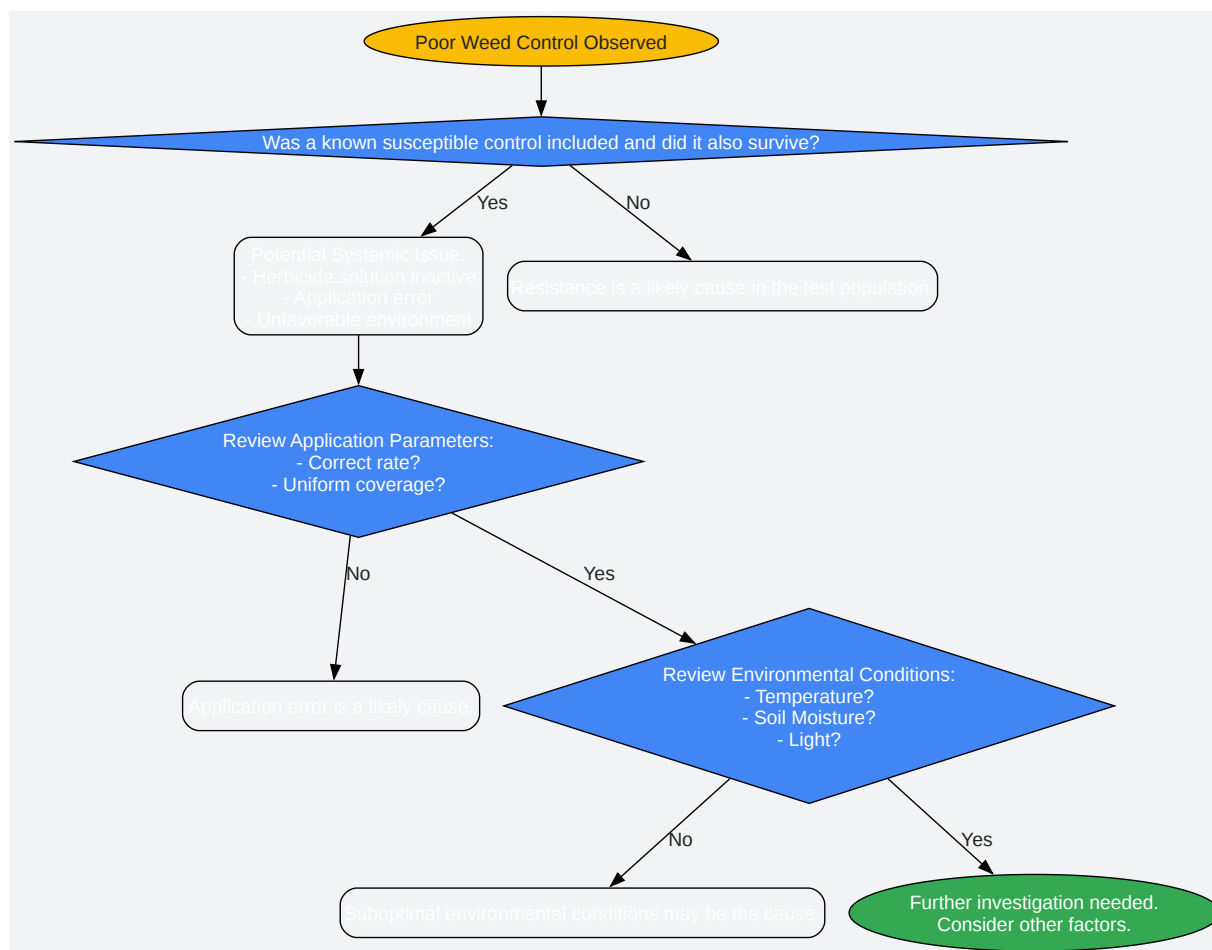 Poor Weed Control Observed
Was a known susceptible control included and did it also survive?
Yes
No
Potential Systemic Issue:
- Herbicide solution inactive
- Application error
- Unfavorable environment
Resistance is a likely cause in the test population.
Review Application Parameters:
- Correct rate?
- Uniform coverage?
No
Yes
Application error is a likely cause.
Review Environmental Conditions:
- Temperature?
- Soil Moisture?
- Light?
No
Yes
Suboptimal environmental conditions may be the cause.
Further investigation needed.
Consider other factors.